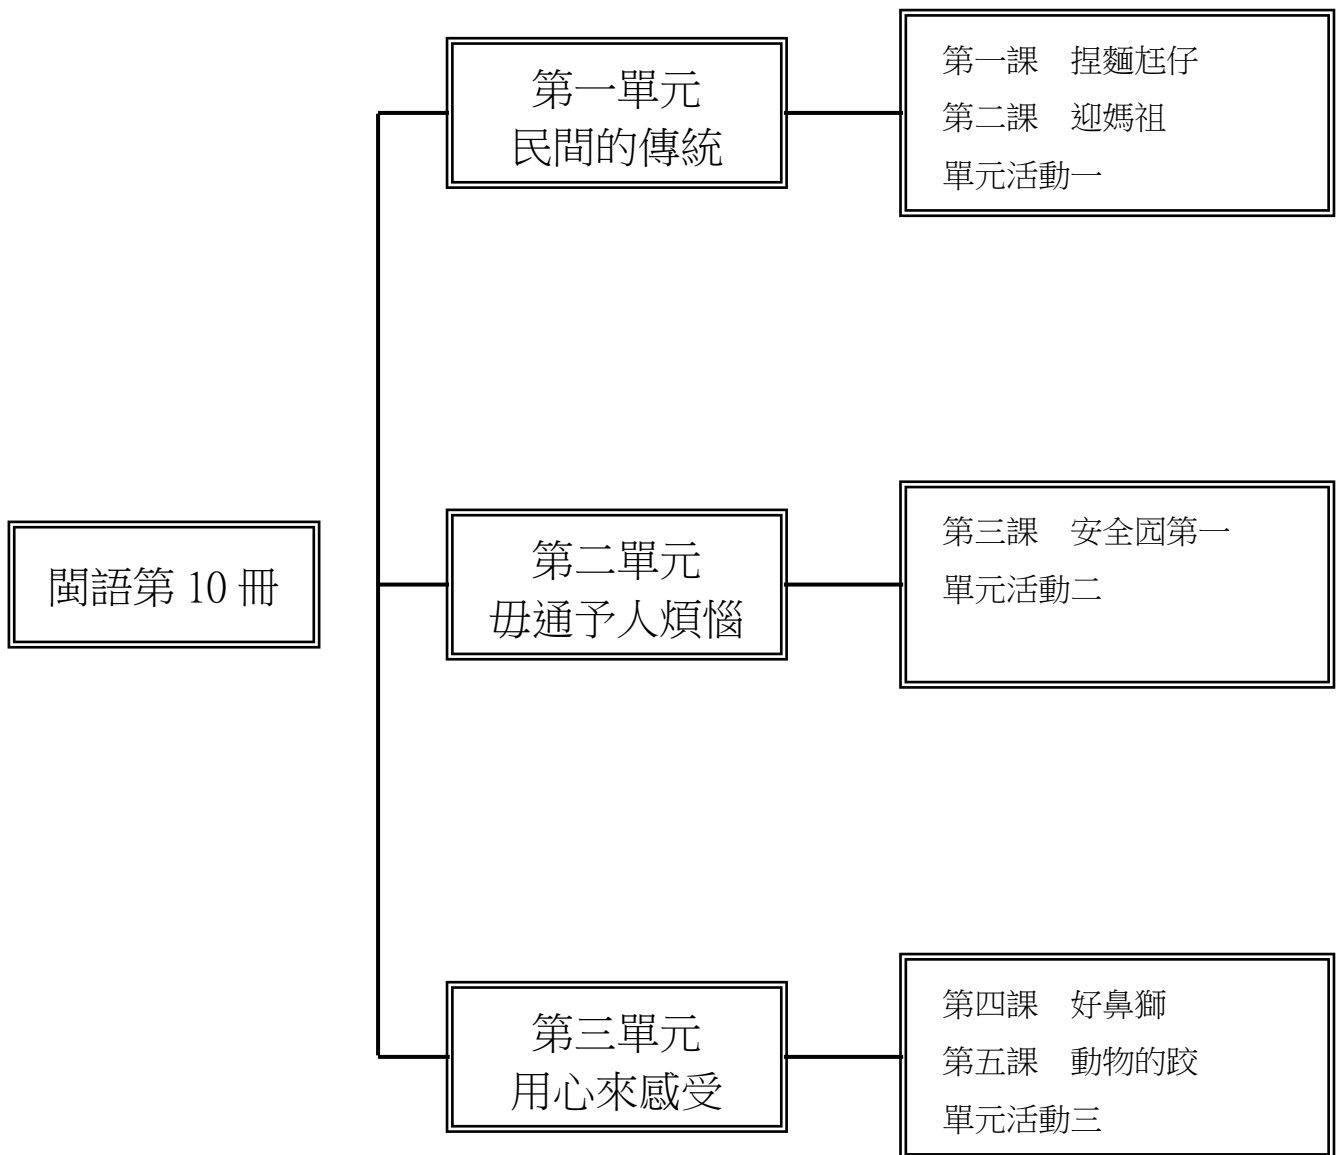 閩語第 10 冊
第一單元
民間的傳統
第一課　捏麵尪仔
第二課　迎媽祖
單元活動一
第二單元
毋通予人煩惱
第三課　安全囥第一
單元活動二
第三單元
用心來感受
第四課　好鼻獅
第五課　動物的跤
單元活動三